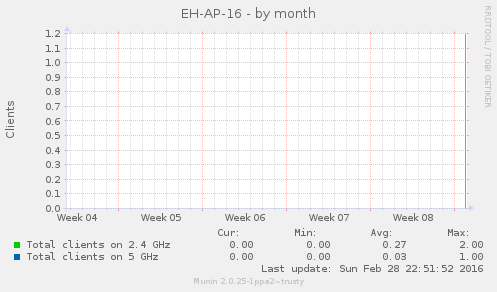 EH-AP-16 - by month
RRDTOOL / TOBI OETIKER
Clients
1.2
1.1
1.0
0.9
0.8
0.7
0.6
0.5
0.4
0.3
0.2
0.1
0.0
Week 04 Week 05 Week 06 Week 07 Week 08
Cur: Min: Avg: Max:
Total clients on 2.4 GHz 0.00 0.00 0.27 2.00
Total clients on 5 GHz 0.00 0.00 0.03 1.00
Last update: Sun Feb 28 22:51:52 2016
Munin 2.0.25-1ppa2~trusty